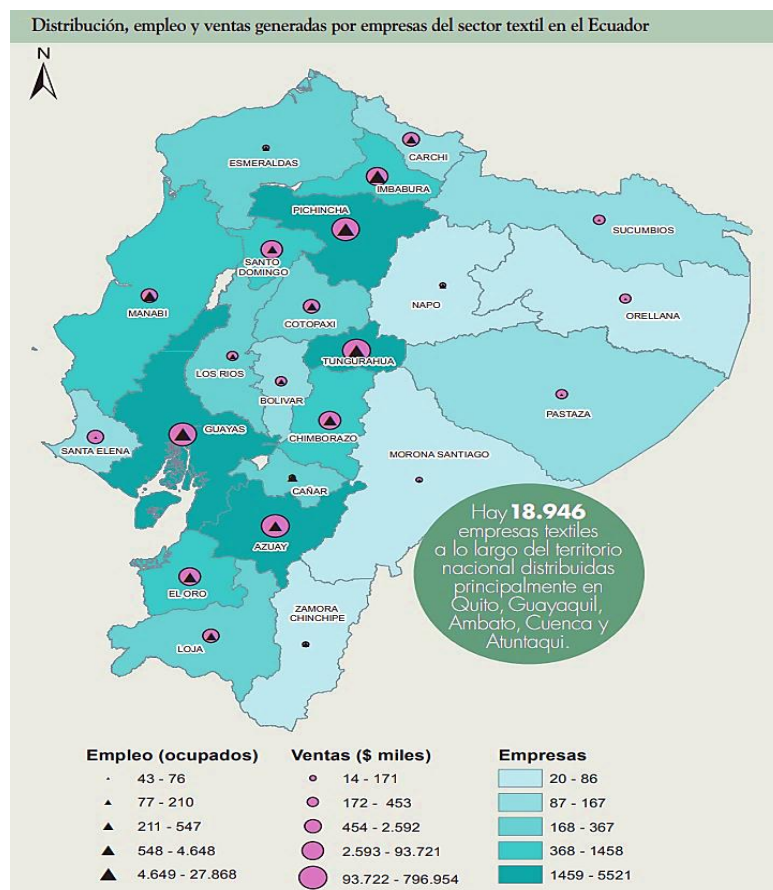 Distribución, empleo y ventas generadas por empresas del sector textil en el Ecuador
N
CARCHI
ESMERALDAS
IMBABURA
PICHINCHA
SUCUMBIOS
SANTO
DOMINGO
NAPO
MANABI
ORELLANA
COTOPAXI
TUNGURAHUA
LOS RIOS
BOLIVAR
PASTAZA
GUAYAS
CHIMBORAZO
SANTA ELENA
MORONA SANTIAGO
CAÑAR
Hay 18.946
empresas textiles
a lo largo del territorio
nacional distribuidas
principalmente en
Quito, Guayaquil,
Ambato, Cuenca y
Atuntaqui.
AZUAY
EL ORO
ZAMORA
CHINCHIPE
LOJA
Empleo (ocupados)
43 - 76
77 - 210
211 - 547
548 - 4.648
4.649 - 27.868
Ventas ($ miles)
14 - 171
172 - 453
454 - 2.592
2.593 - 93.721
93.722 - 796.954
Empresas
20 - 86
87 - 167
168 - 367
368 - 1458
1459 - 5521